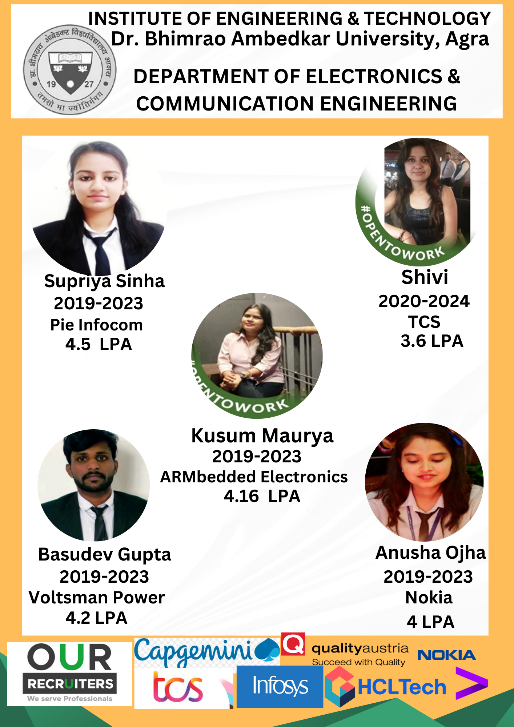 INSTITUTE OF ENGINEERING & TECHNOLOGY
Dr. Bhimrao Ambedkar University, Agra
DEPARTMENT OF ELECTRONICS &
COMMUNICATION ENGINEERING
19 27
Supriya Sinha
2019-2023
Pie Infocom
4.5 LPA
#OPENTOWORK
Shivi
2020-2024
TCS
3.6 LPA
#OPENTOWORK
Kusum Maurya
2019-2023
ARMbedded Electronics
4.16 LPA
Basudev Gupta
2019-2023
Voltsman Power
4.2 LPA
Anusha Ojha
2019-2023
Nokia
4 LPA
OUR
RECRUITERS
We serve Professionals
Capgemini
Q
qualityaustria
Succeed with Quality
NOKIA
tcs
Infosys
HCLTech